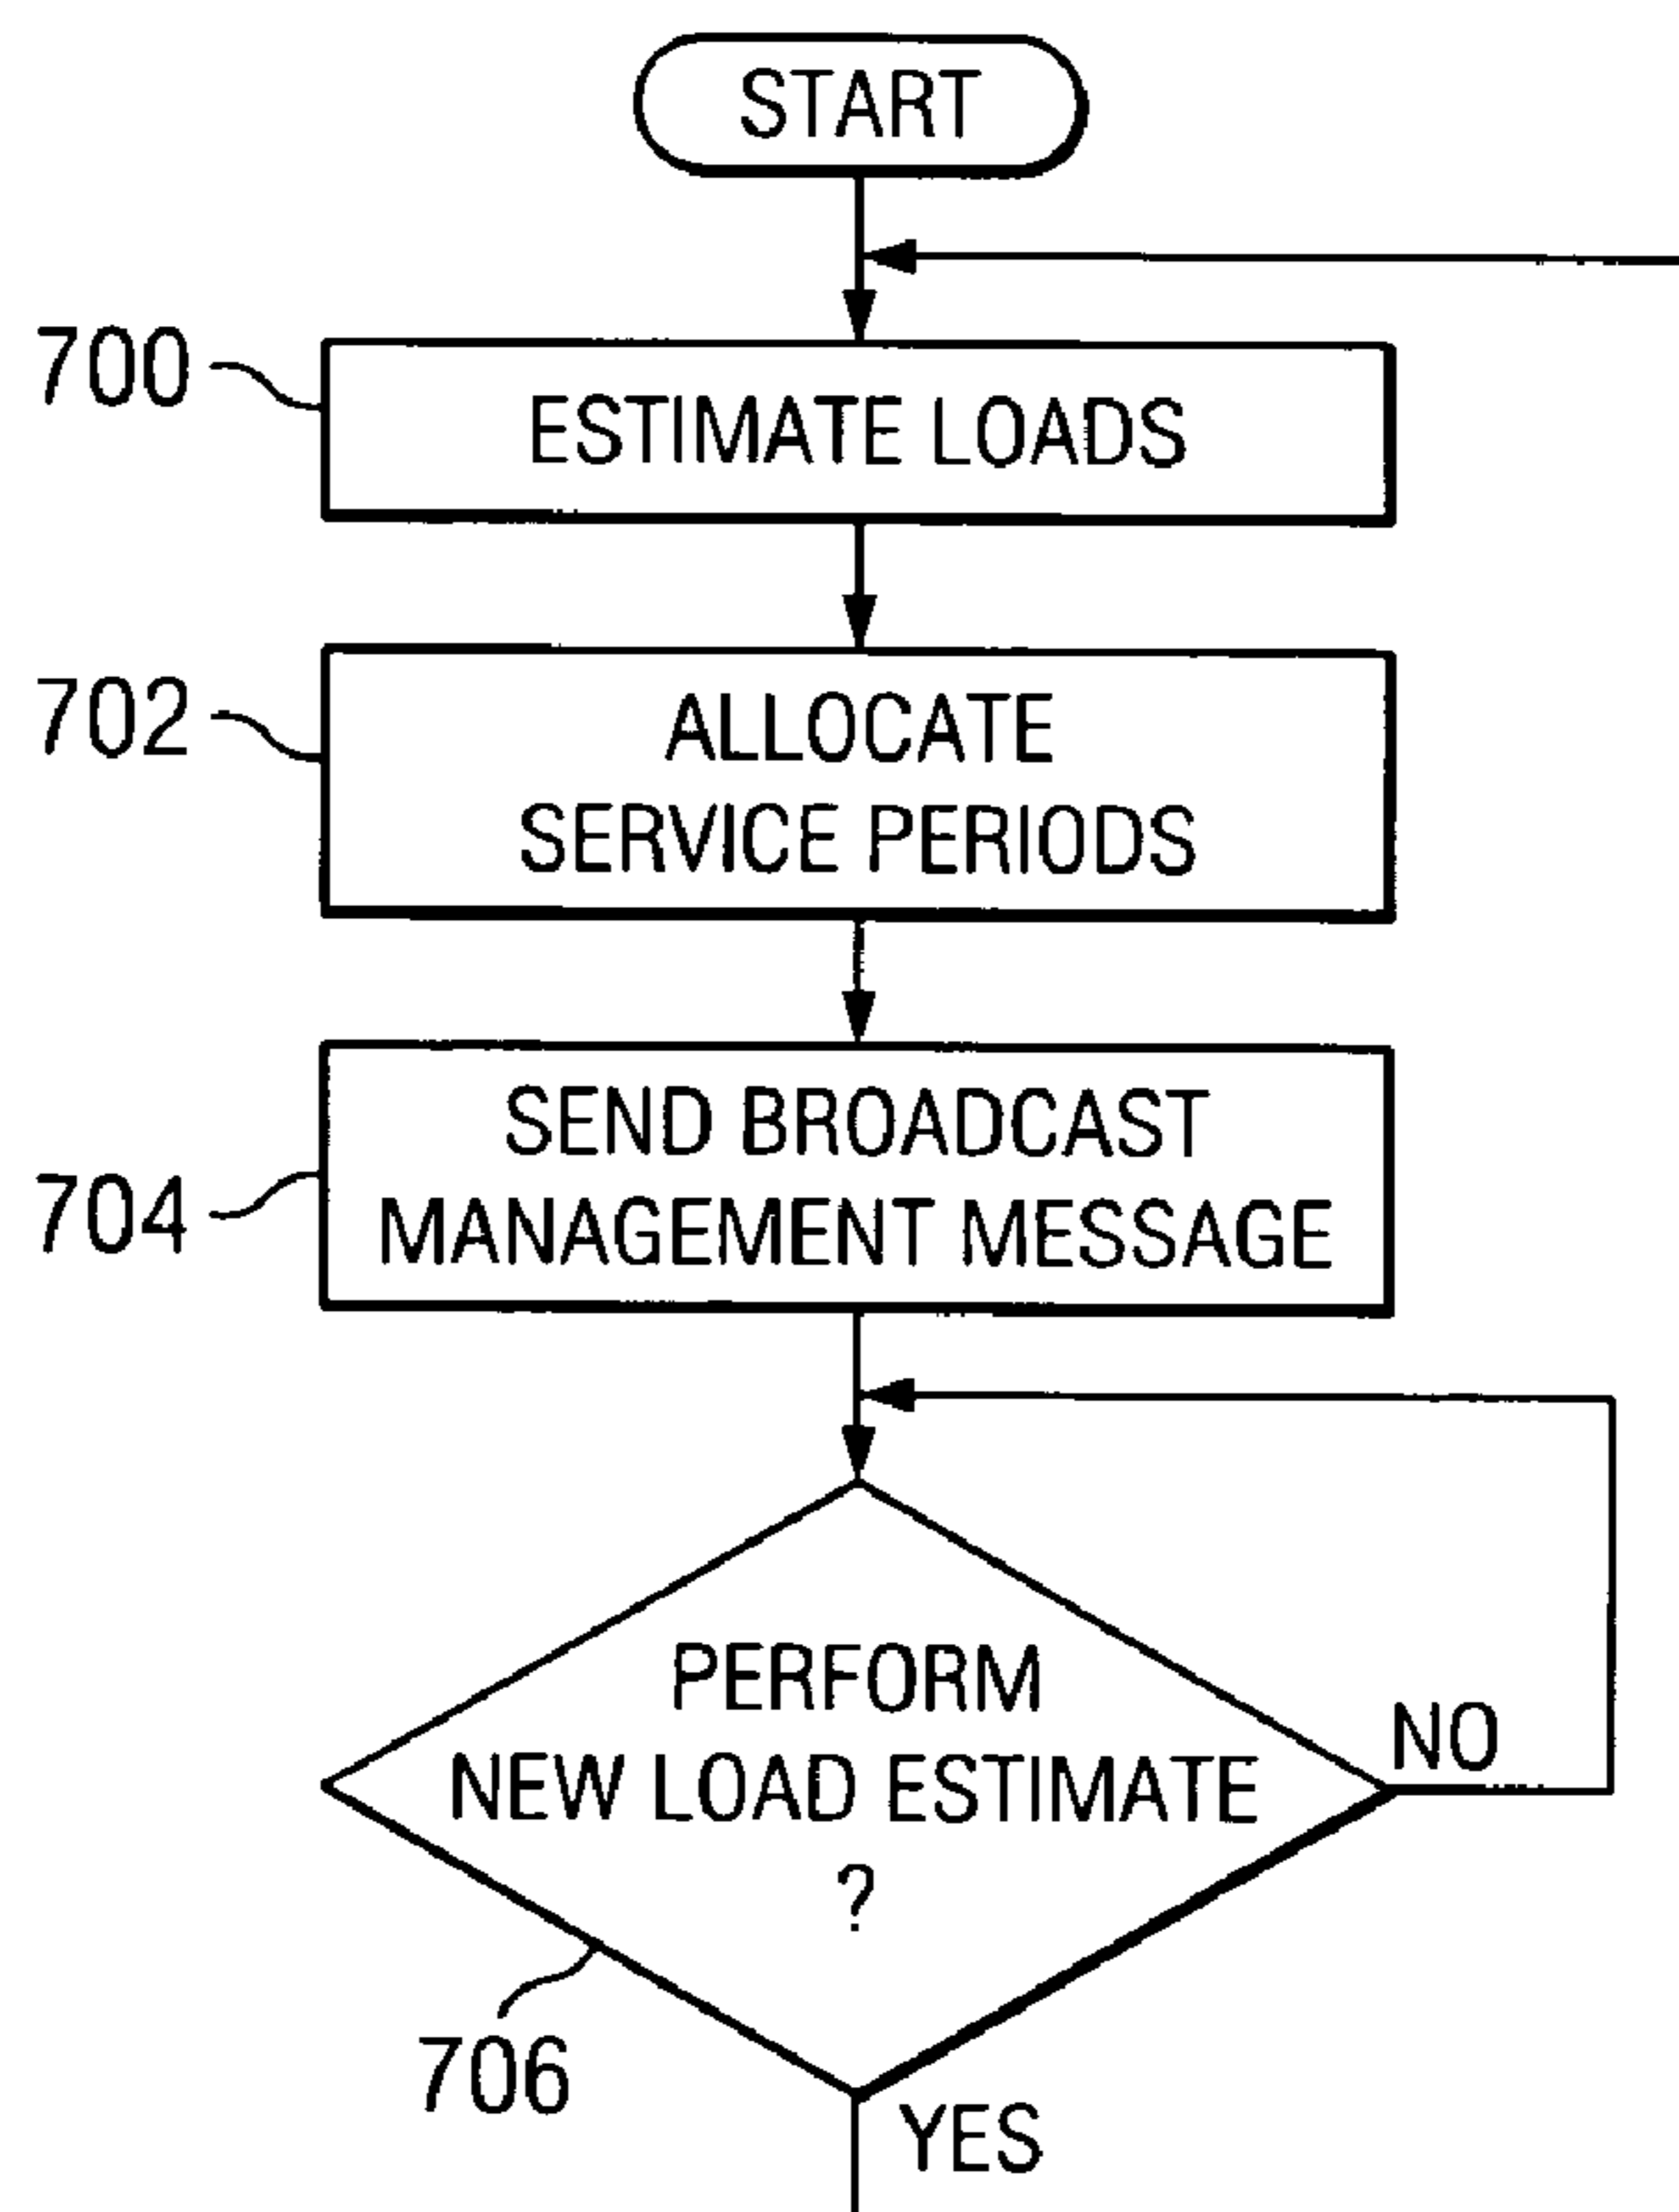 START
700
ESTIMATE LOADS
702
ALLOCATE
SERVICE PERIODS
704
SEND BROADCAST
MANAGEMENT MESSAGE
PERFORM
NEW LOAD ESTIMATE
?
NO
706
YES